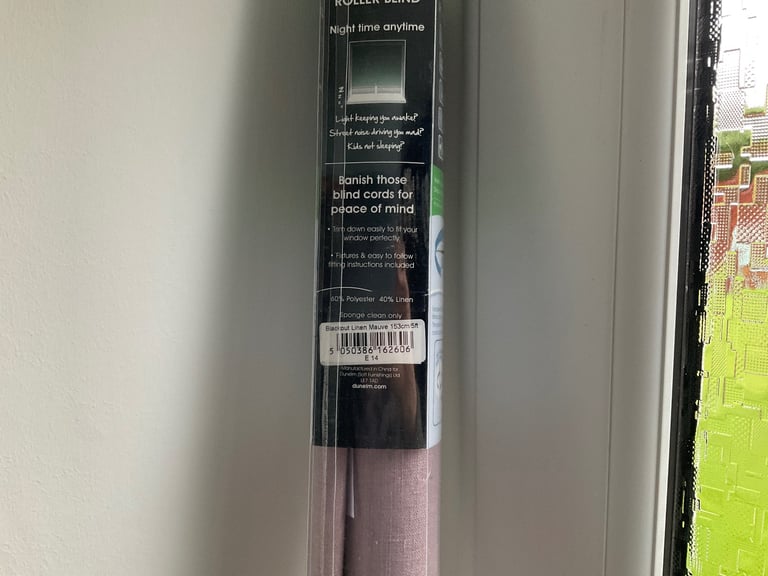 ROLLER BLIND
Night time anytime
Light keeping you awake?
Street noise driving you mad?
Kids not sleeping?
Banish those
blind cords for
peace of mind
• Trim down easily to fit your
window perfectly
• Fixtures & easy to follow
fitting instructions included
60% Polyester 40% Linen
Sponge clean only
Blackout Linen Mauve 153cm/5ft
5 050386 162606
E 14
Manufactured in China for
Dunelm (Soft Furnishings) Ltd
LE7 1AD
dunelm.com